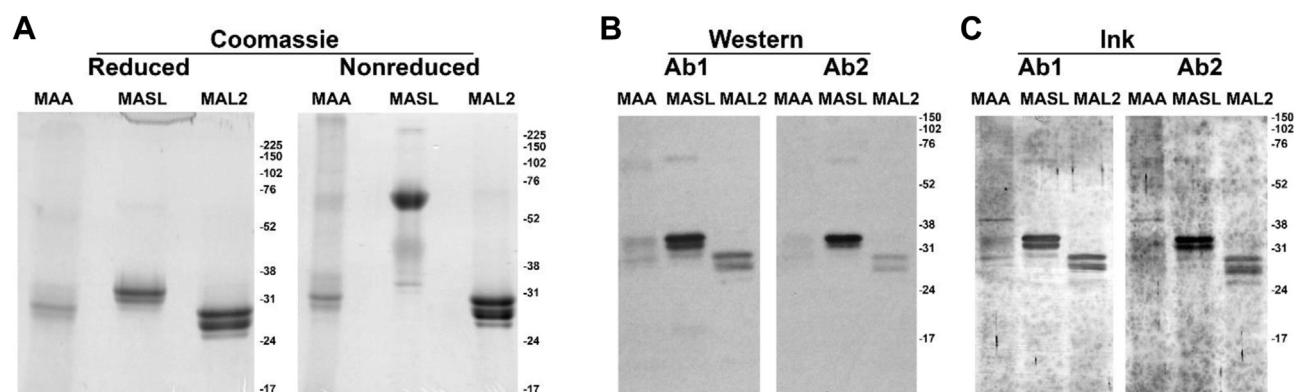 A
Coomassie
Reduced
Nonreduced
MAA MASL MAL2
MAA MASL MAL2
-225
-150
-102
-76
-52
-38
-31
-24
-17
-225
-150
-102
-76
-52
-38
-31
-24
-17
B
Western
Ab1
Ab2
MAA MASL MAL2
MAA MASL MAL2
-150
-102
-76
-52
-38
-31
-24
-17
C
Ink
Ab1
Ab2
MAA MASL MAL2
MAA MASL MAL2
-150
-102
-76
-52
-38
-31
-24
-17